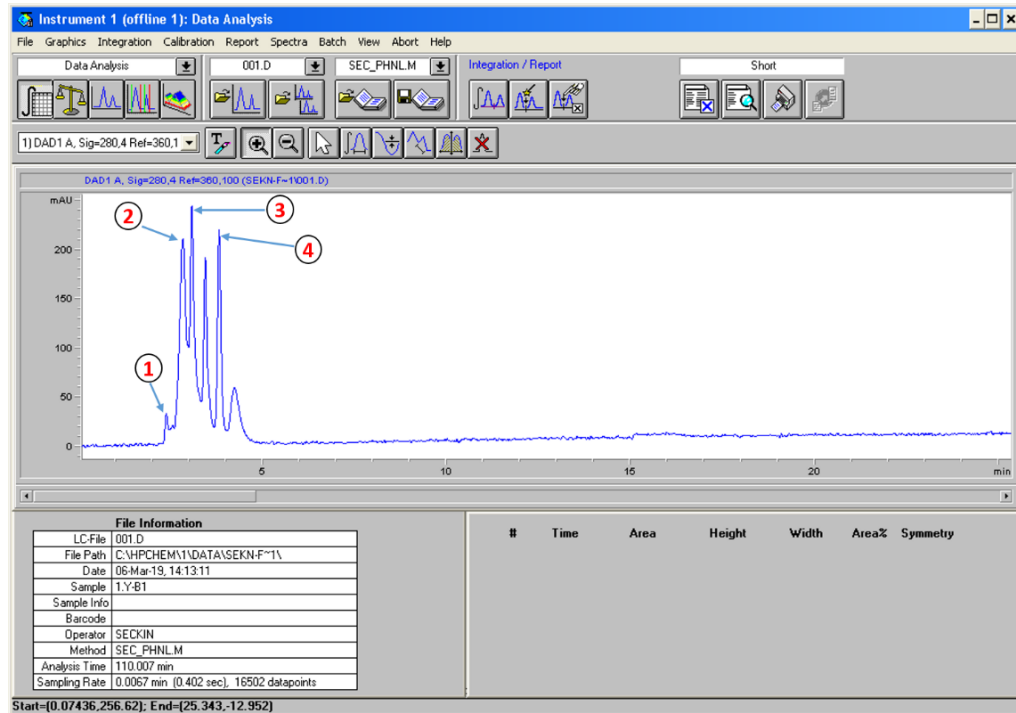 Instrument 1 (offline 1): Data Analysis
File Graphics Integration Calibration Report Spectra Batch View Abort Help
Data Analysis 001.D SEC_PHNL.M Integration / Report Short
1) DAD1 A, Sig=280,4 Ref=360,1
DAD1 A, Sig=280,4 Ref=360,100 (SEKN-F~1\001.D)
mAU
200
150
100
50
0
1
2
3
4
5 10 15 20 min
File Information
LC-File 001.D
File Path C:\HPCHEM\1\DATA\SEKN-F~1\
Date 06-Mar-19, 14:13:11
Sample 1.Y-B1
Sample Info
Barcode
Operator SECKIN
Method SEC_PHNL.M
Analysis Time 110.007 min
Sampling Rate 0.0067 min (0.402 sec), 16502 datapoints
# Time Area Height Width Area% Symmetry
Start=(0.07436,256.62); End=(25.343,-12.952)